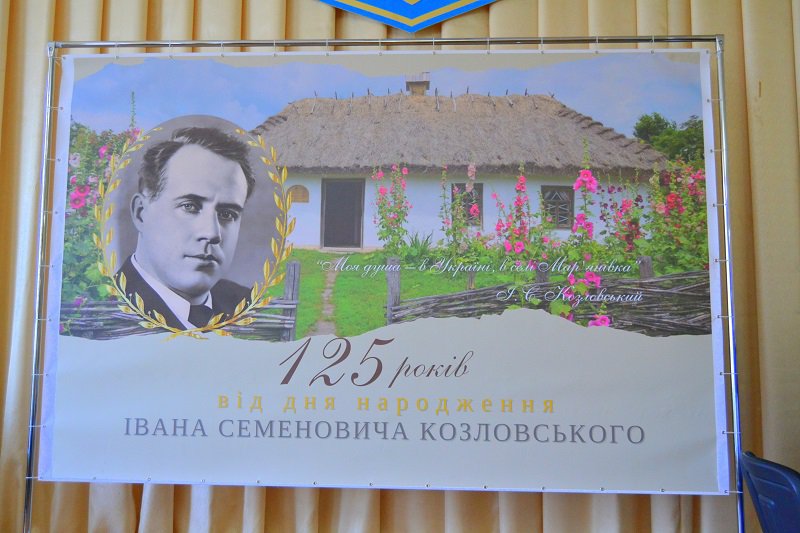 "Моя душа – в Україні, в селі Мар'янівка"
І. С. Козловський
125 років
від дня народження
ІВАНА СЕМЕНОВИЧА КОЗЛОВСЬКОГО